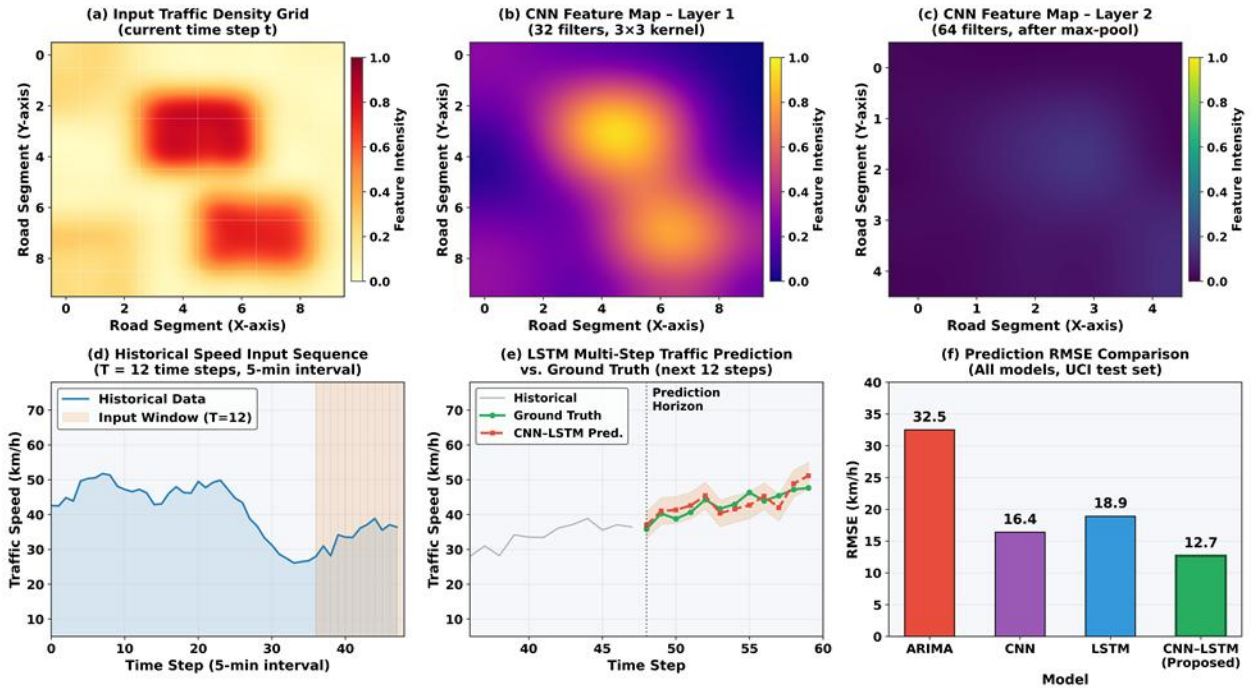 (a) Input Traffic Density Grid
(current time step t)
0
2
4
6
8
Road Segment (Y-axis)
0 2 4 6 8
Road Segment (X-axis)
1.0
0.8
0.6
0.4
0.2
0.0
Feature Intensity
(b) CNN Feature Map – Layer 1
(32 filters, 3×3 kernel)
0
2
4
6
8
Road Segment (Y-axis)
0 2 4 6 8
Road Segment (X-axis)
1.0
0.8
0.6
0.4
0.2
0.0
Feature Intensity
(c) CNN Feature Map – Layer 2
(64 filters, after max-pool)
0
1
2
3
4
Road Segment (Y-axis)
0 1 2 3 4
Road Segment (X-axis)
1.0
0.8
0.6
0.4
0.2
0.0
Feature Intensity
(d) Historical Speed Input Sequence
(T = 12 time steps, 5-min interval)
Historical Data
Input Window (T=12)
70
60
50
40
30
20
10
Traffic Speed (km/h)
0 10 20 30 40
Time Step (5-min interval)
(e) LSTM Multi-Step Traffic Prediction
vs. Ground Truth (next 12 steps)
Historical
Ground Truth
CNN–LSTM Pred.
Prediction
Horizon
70
60
50
40
30
20
10
Traffic Speed (km/h)
40 45 50 55 60
Time Step
(f) Prediction RMSE Comparison
(All models, UCI test set)
40
35
30
25
20
15
10
5
0
RMSE (km/h)
32.5
16.4
18.9
12.7
ARIMA CNN LSTM CNN–LSTM
(Proposed)
Model